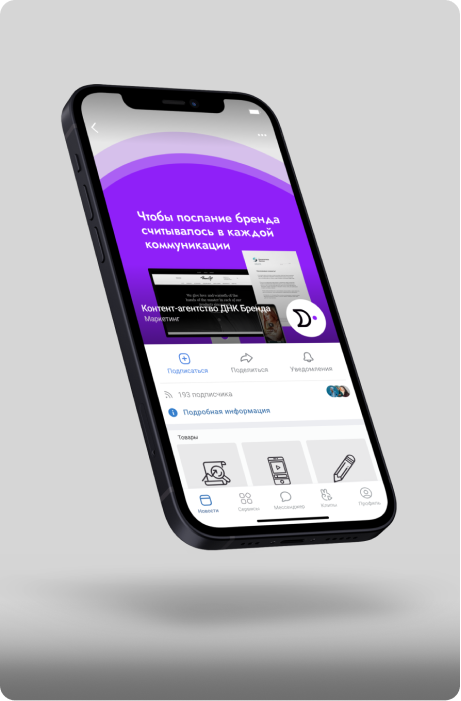 Чтобы послание бренда
считывалось в каждой
коммуникации
Контент-агентство ДНК Бренда
Маркетинг
Подписаться
Поделиться
Уведомления
193 подписчика
Подробная информация
Товары
Новости
Сервисы
Мессенджер
Клипы
Профиль